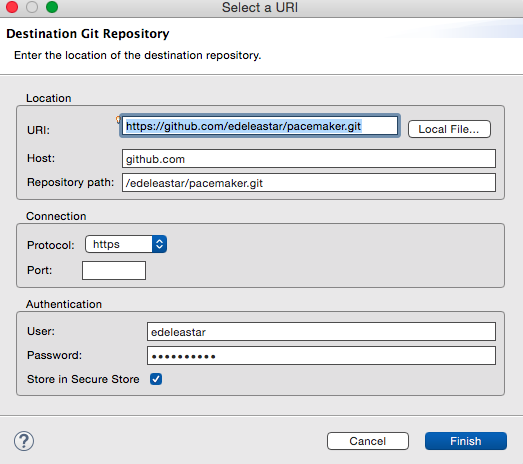 Select a URI
Destination Git Repository
Enter the location of the destination repository.
Location
URI: https://github.com/edeleastar/pacemaker.git Local File...
Host: github.com
Repository path: /edeleastar/pacemaker.git
Connection
Protocol: https
Port:
Authentication
User: edeleastar
Password: ••••••••••
Store in Secure Store
? Cancel Finish